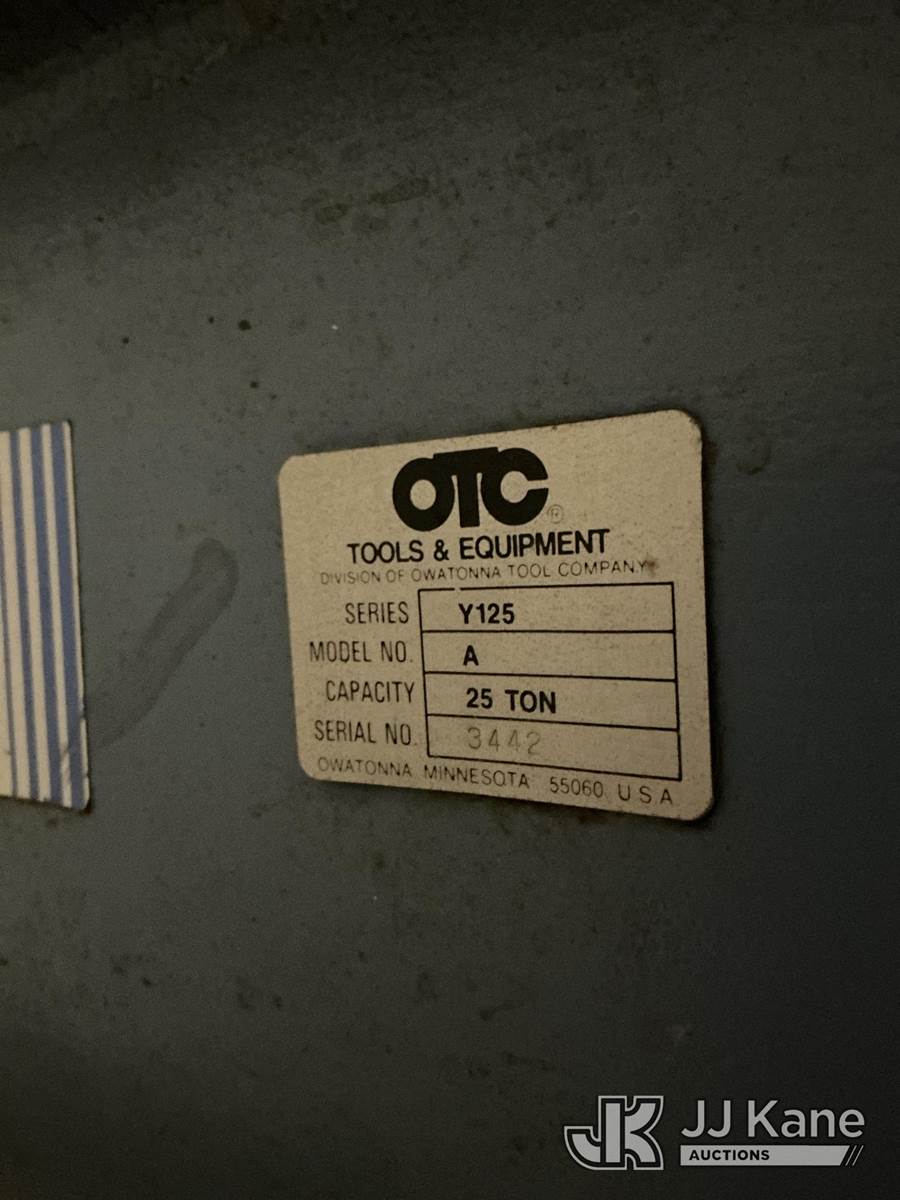 OTC®
TOOLS & EQUIPMENT
DIVISION OF OWATONNA TOOL COMPANY
SERIES Y125
MODEL NO. A
CAPACITY 25 TON
SERIAL NO. 3442
OWATONNA MINNESOTA 55060 U.S.A
JK JJ Kane
AUCTIONS